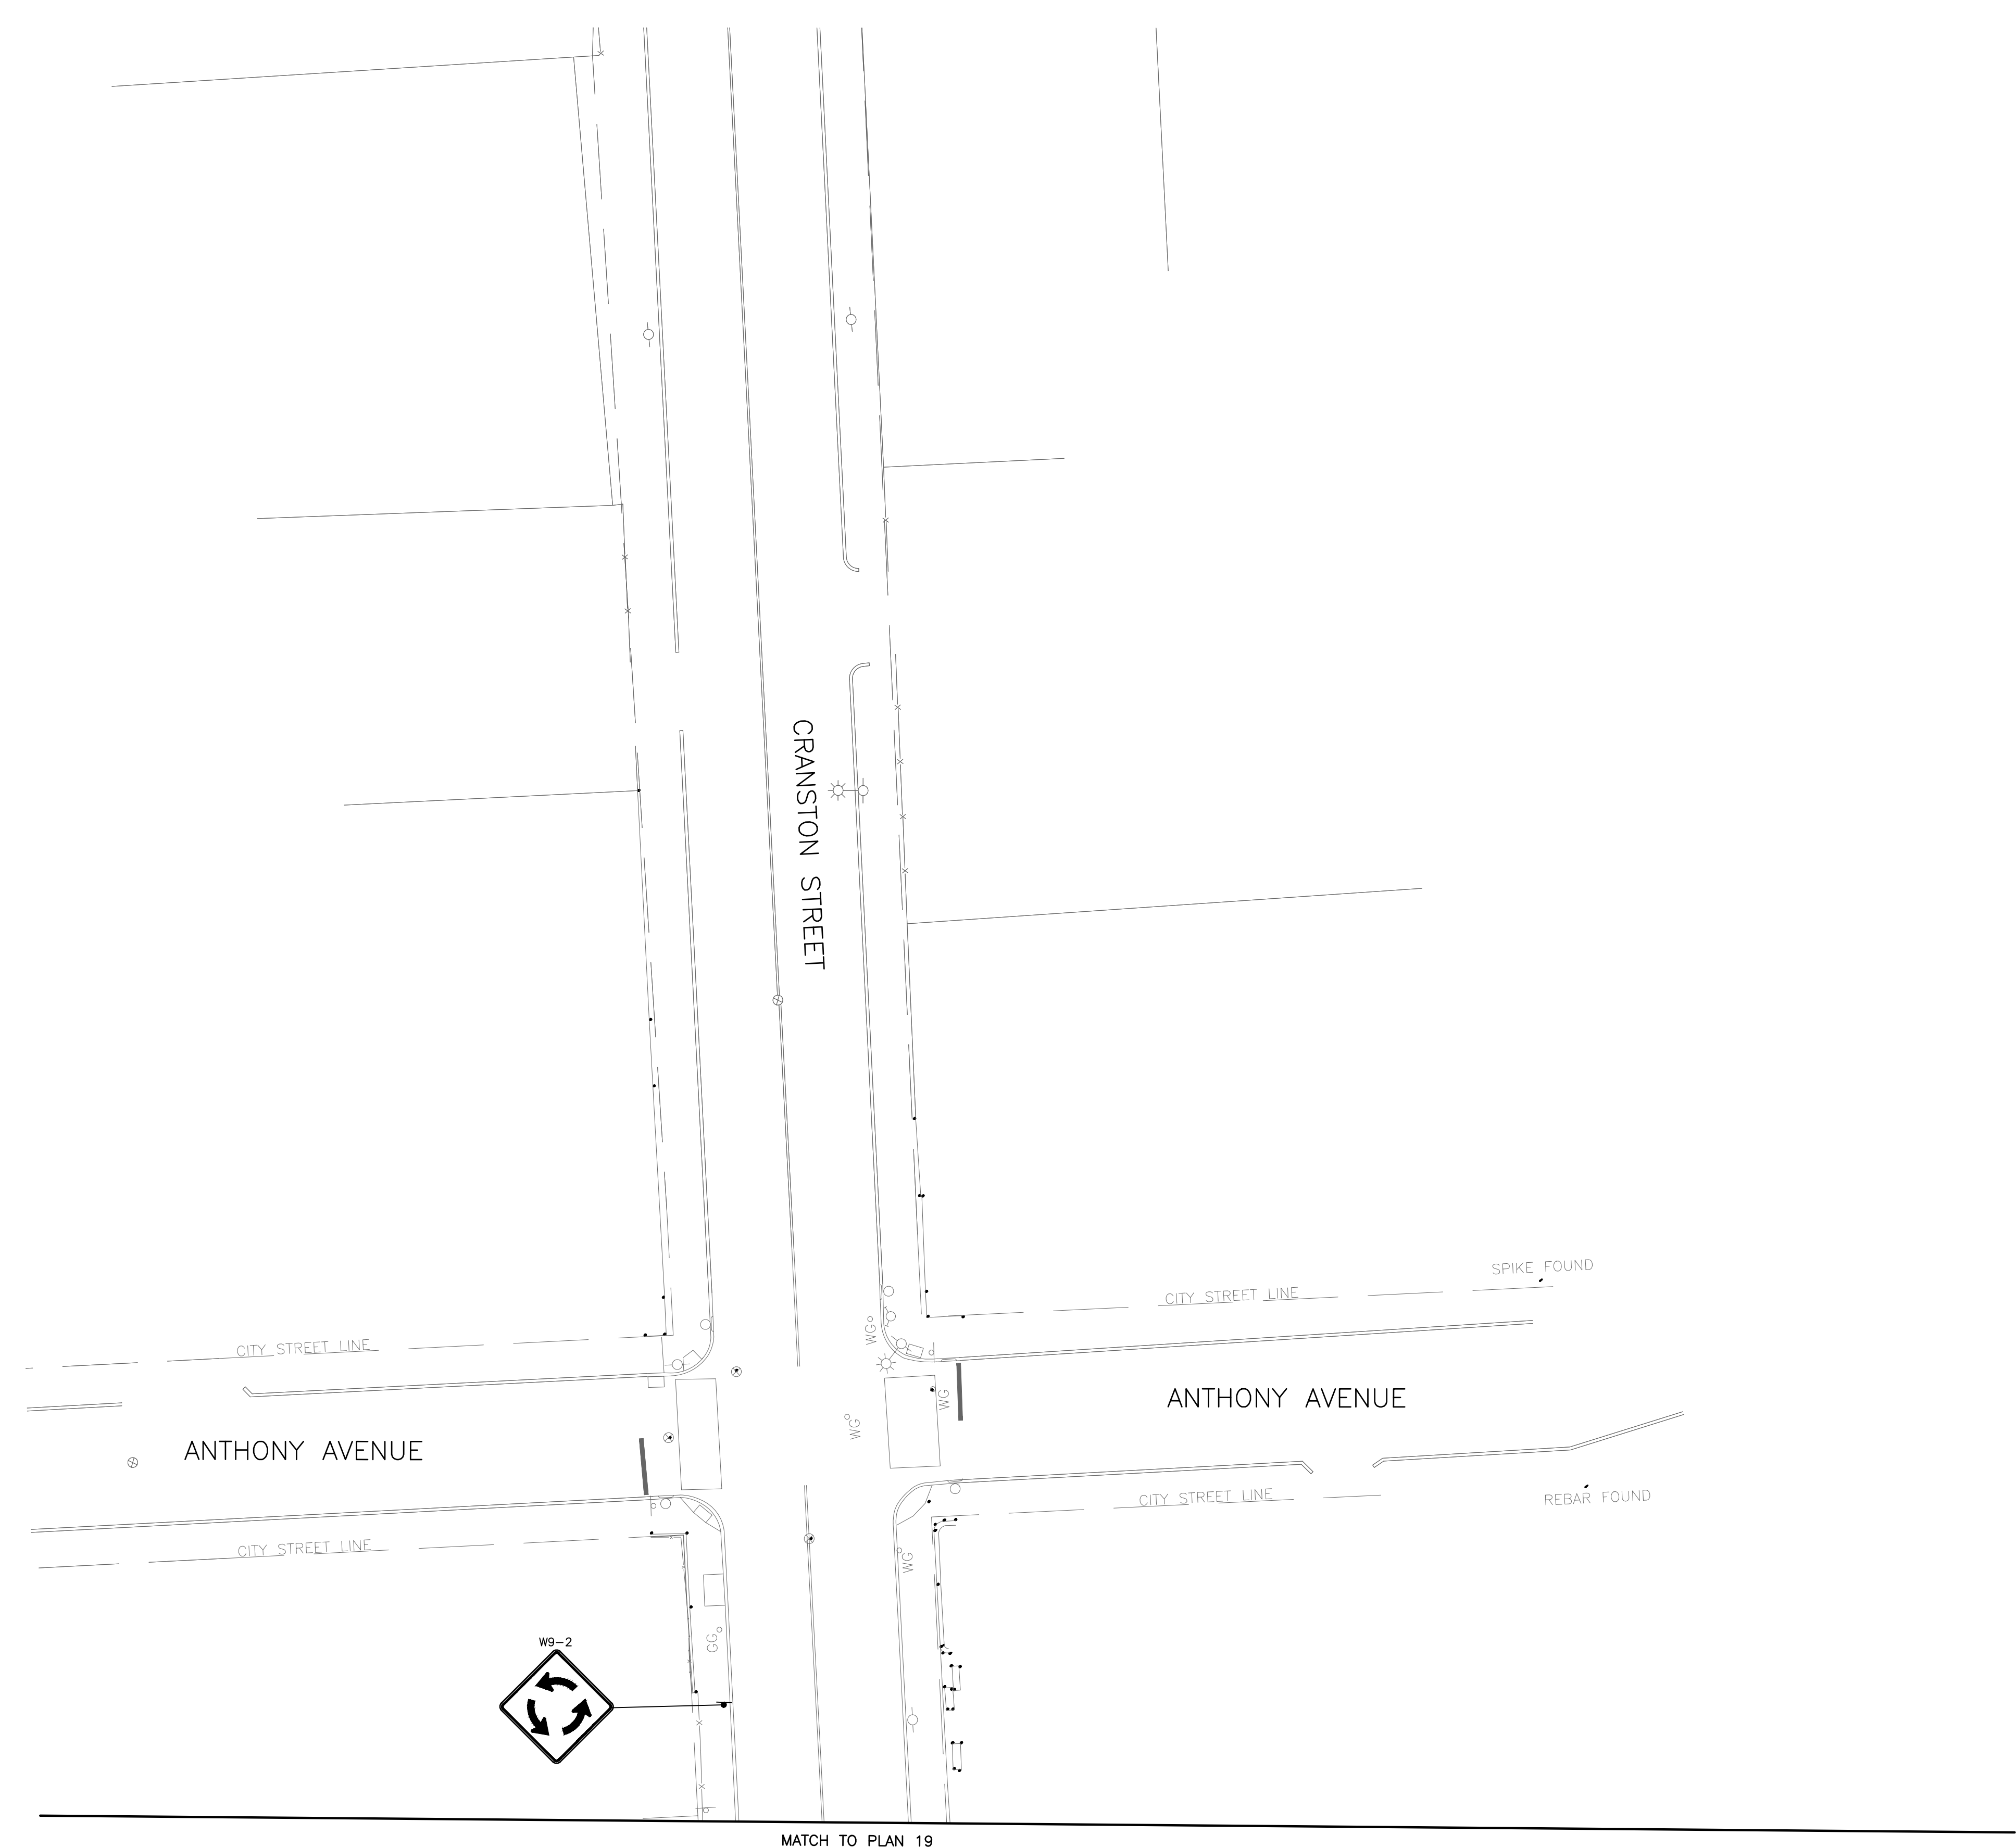 CRANSTON STREET
SPIKE FOUND
CITY STREET LINE
CITY STREET LINE
WG
WG
ANTHONY AVENUE
WG
ANTHONY AVENUE
CITY STREET LINE
REBAR FOUND
CITY STREET LINE
WG
GG
W9-2
MATCH TO PLAN 19